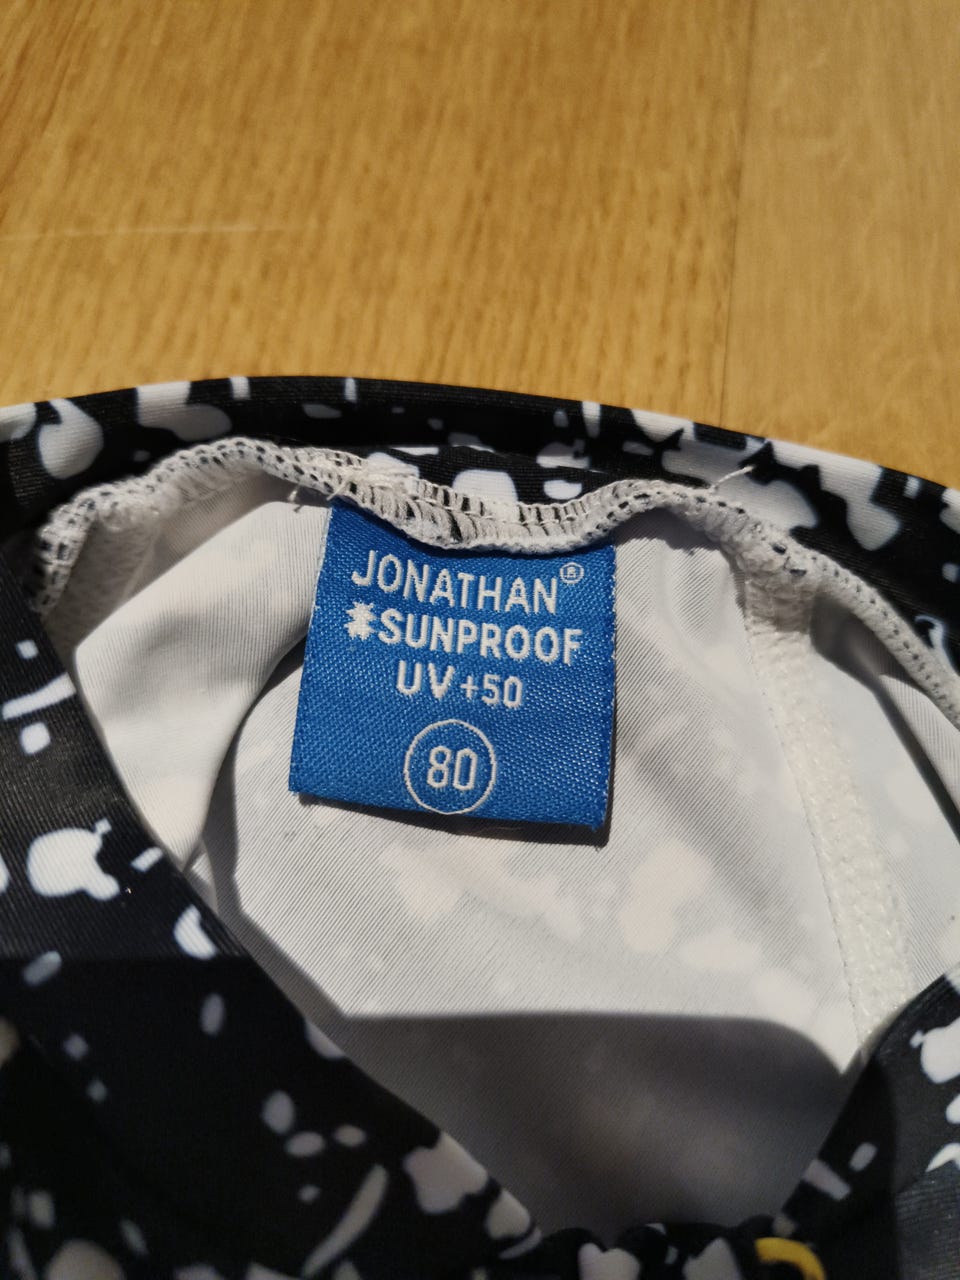 JONATHAN®
SUNPROOF
UV+50
80